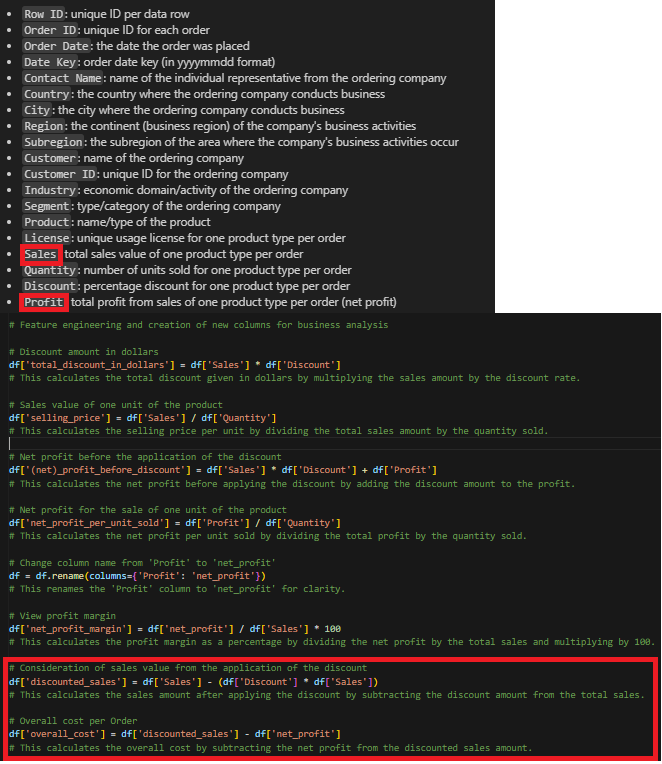 • Row ID: unique ID per data row
• Order ID: unique ID for each order
• Order Date: the date the order was placed
• Date Key: order date key (in yyyymmdd format)
• Contact Name: name of the individual representative from the ordering company
• Country: the country where the ordering company conducts business
• City: the city where the ordering company conducts business
• Region: the continent (business region) of the company's business activities
• Subregion: the subregion of the area where the company's business activities occur
• Customer: name of the ordering company
• Customer ID: unique ID for the ordering company
• Industry: economic domain/activity of the ordering company
• Segment: type/category of the ordering company
• Product: name/type of the product
• License: unique usage license for one product type per order
• Sales total sales value of one product type per order
• Quantity: number of units sold for one product type per order
• Discount: percentage discount for one product type per order
• Profit total profit from sales of one product type per order (net profit)
# Feature engineering and creation of new columns for business analysis
# Discount amount in dollars
df['total_discount_in_dollars'] = df['Sales'] * df['Discount']
# This calculates the total discount given in dollars by multiplying the sales amount by the discount rate.
# Sales value of one unit of the product
df['selling_price'] = df['Sales'] / df['Quantity']
# This calculates the selling price per unit by dividing the total sales amount by the quantity sold.
# Net profit before the application of the discount
df['(net)_profit_before_discount'] = df['Sales'] * df['Discount'] + df['Profit']
# This calculates the net profit before applying the discount by adding the discount amount to the profit.
# Net profit for the sale of one unit of the product
df['net_profit_per_unit_sold'] = df['Profit'] / df['Quantity']
# This calculates the net profit per unit sold by dividing the total profit by the quantity sold.
# Change column name from 'Profit' to 'net_profit'
df = df.rename(columns={'Profit': 'net_profit'})
# This renames the 'Profit' column to 'net_profit' for clarity.
# View profit margin
df['net_profit_margin'] = df['net_profit'] / df['Sales'] * 100
# This calculates the profit margin as a percentage by dividing the net profit by the total sales and multiplying by 100.
# Consideration of sales value from the application of the discount
df['discounted_sales'] = df['Sales'] - (df['Discount'] * df['Sales'])
# This calculates the sales amount after applying the discount by subtracting the discount amount from the total sales.
# Overall cost per Order
df['overall_cost'] = df['discounted_sales'] - df['net_profit']
# This calculates the overall cost by subtracting the net profit from the discounted sales amount.